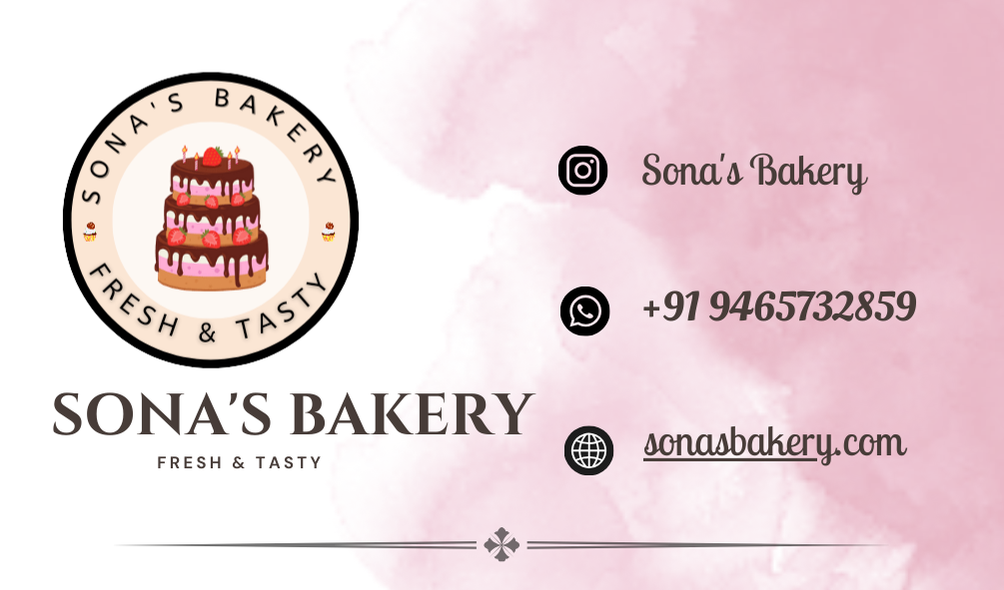 SONA'S BAKERY
FRESH & TASTY
SONA'S BAKERY
FRESH & TASTY
Sona's Bakery
+91 9465732859
sonasbakery.com